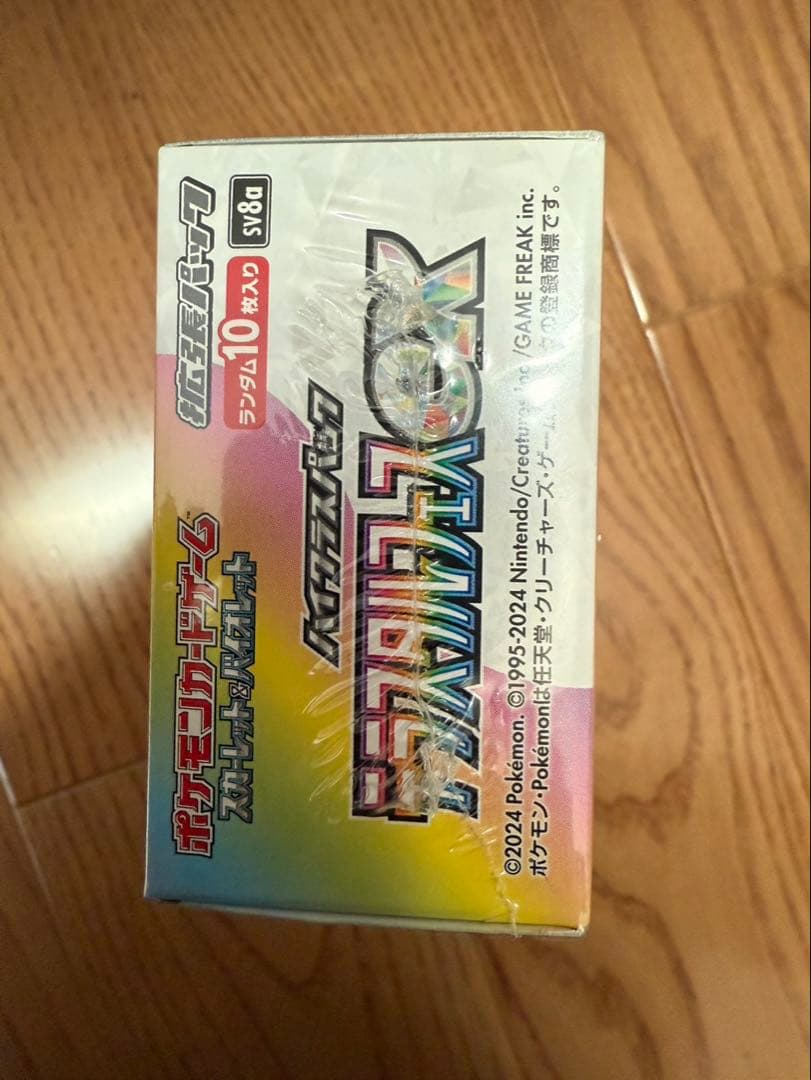 ポケモンカードゲーム™
スカーレット&バイオレット
拡張パック
ランダム10枚入り
sv8a
ハイクラスパック
テラスタルフェスex
©2024 Pokémon. ©1995-2024 Nintendo/Creatures Inc./GAME FREAK inc.
ポケモン・Pokémonは任天堂・クリーチャーズ・ゲームフリークの登録商標です。